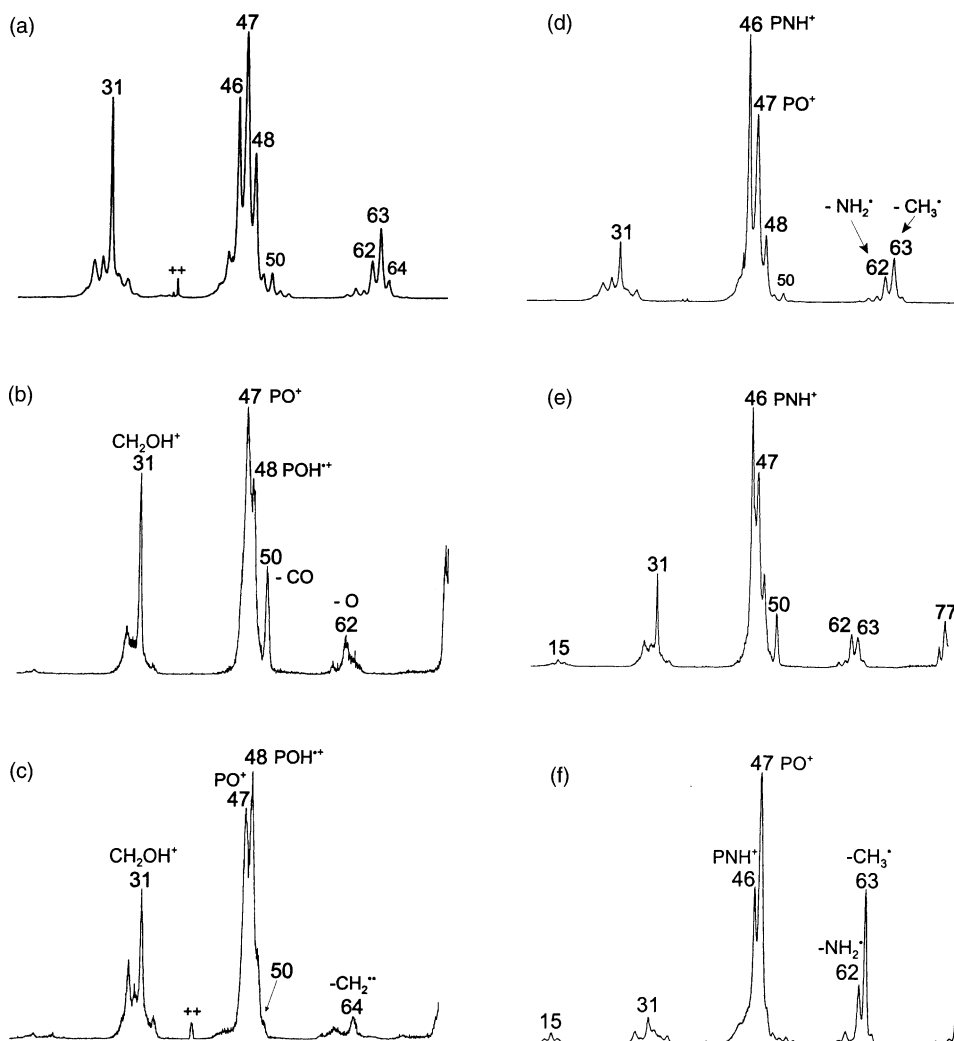 (a)
47
31
46
48
++
50
62
63
64
(d)
46 PNH⁺
47 PO⁺
31
48
50
- NH₂•
- CH₃•
62
63
(b)
47 PO⁺
CH₂OH⁺
31
48 POH•⁺
50
- CO
- O
62
(e)
46 PNH⁺
47
15
31
50
62
63
77
(c)
48 POH•⁺
PO⁺
47
CH₂OH⁺
31
++
50
-CH₂••
64
(f)
47 PO⁺
PNH⁺
46
-CH₃•
63
-NH₂•
62
15
31